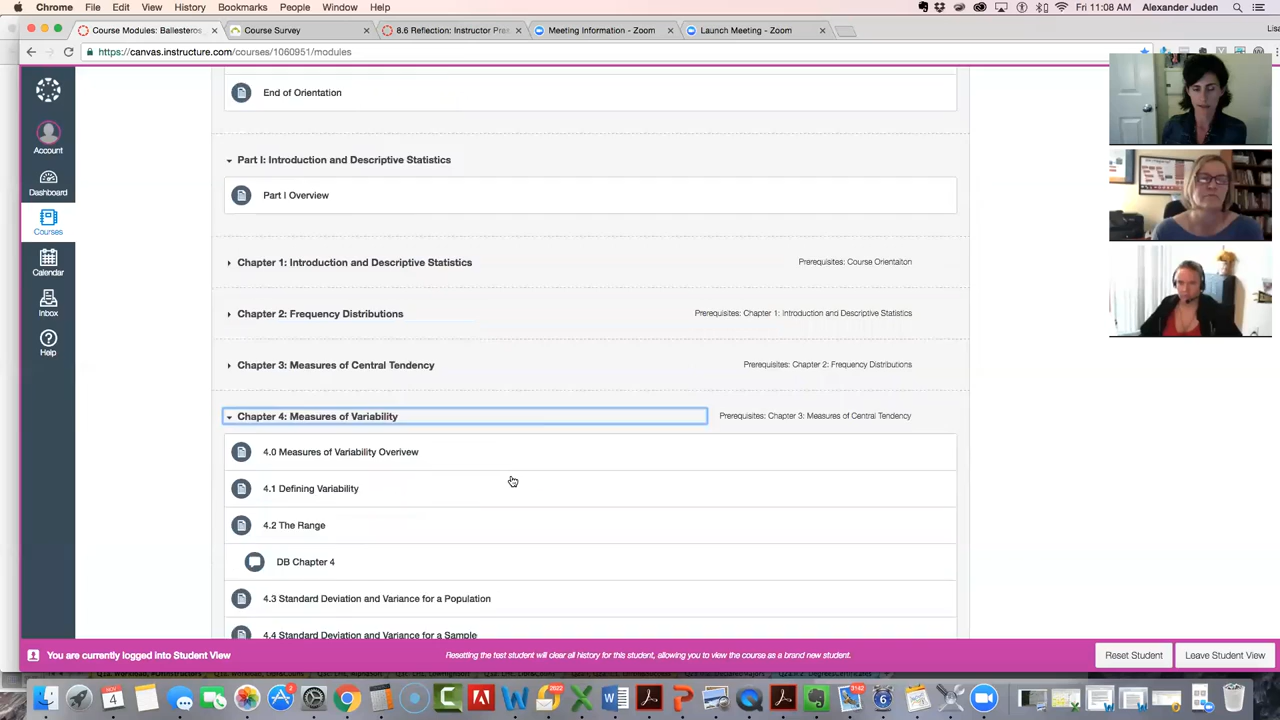 Chrome File Edit View History Bookmarks People Window Help
Fri 11:08 AM Alexander Juden
Course Modules: Ballesteros
Course Survey
8.6 Reflection: Instructor Pres
Meeting Information - Zoom
Launch Meeting - Zoom
Lisa
https://canvas.instructure.com/courses/1060951/modules
Account
Dashboard
Courses
Calendar
Inbox
Help
End of Orientation
Part I: Introduction and Descriptive Statistics
Part I Overview
Chapter 1: Introduction and Descriptive Statistics
Prerequisites: Course Orientaiton
Chapter 2: Frequency Distributions
Prerequisites: Chapter 1: Introduction and Descriptive Statistics
Chapter 3: Measures of Central Tendency
Prerequisites: Chapter 2: Frequency Distributions
Chapter 4: Measures of Variability
Prerequisites: Chapter 3: Measures of Central Tendency
4.0 Measures of Variability Overivew
4.1 Defining Variability
4.2 The Range
DB Chapter 4
4.3 Standard Deviation and Variance for a Population
4.4 Standard Deviation and Variance for a Sample
You are currently logged into Student View
Resetting the test student will clear all history for this student, allowing you to view the course as a brand new student.
Reset Student
Leave Student View